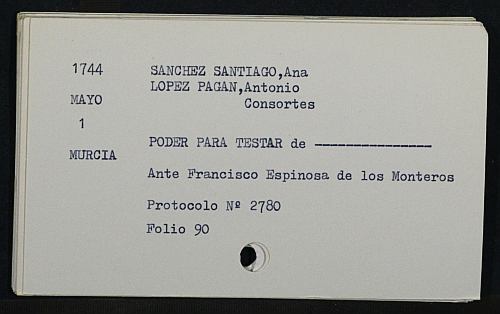 1744
SANCHEZ SANTIAGO,Ana
LOPEZ PAGAN,Antonio
MAYO
Consortes
1
PODER PARA TESTAR de ---------------
MURCIA
Ante Francisco Espinosa de los Monteros
Protocolo Nº 2780
Folio 90